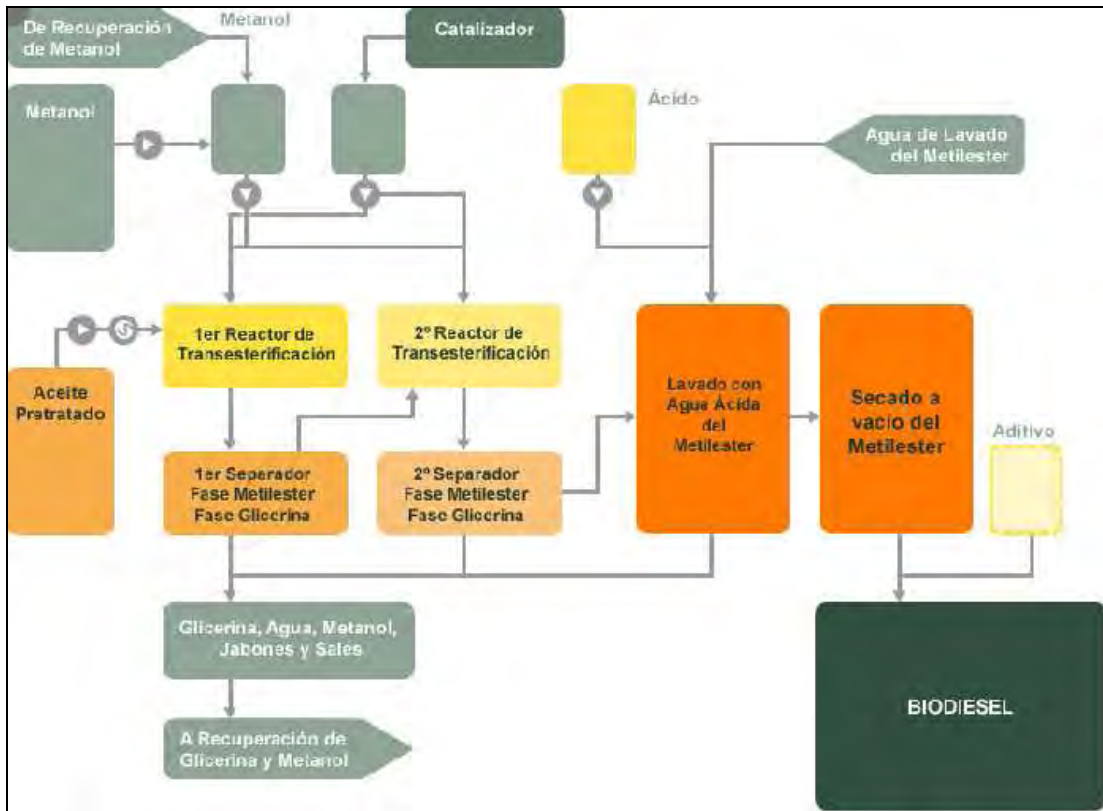 De Recuperación
de Metanol
Metanol
Catalizador
Metanol
Ácido
Agua de Lavado
del Metilester
1er Reactor de
Transesterificación
2º Reactor de
Transesterificación
Aceite
Pretratado
Lavado con
Agua Ácida
del
Metilester
Secado a
vacio del
Metilester
Aditivo
1er Separador
Fase Metilester
Fase Glicerina
2º Separador
Fase Metilester
Fase Glicerina
Glicerina, Agua, Metanol,
Jabones y Sales
A Recuperación de
Glicerina y Metanol
BIODIESEL